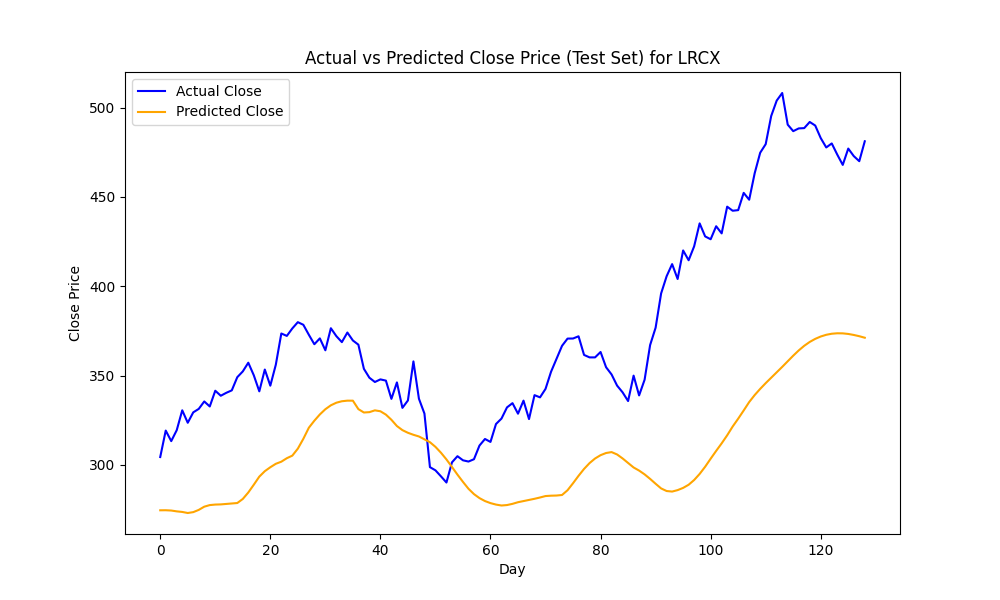 Actual vs Predicted Close Price (Test Set) for LRCX
Actual Close
Predicted Close
500
450
400
350
300
Close Price
0 20 40 60 80 100 120
Day